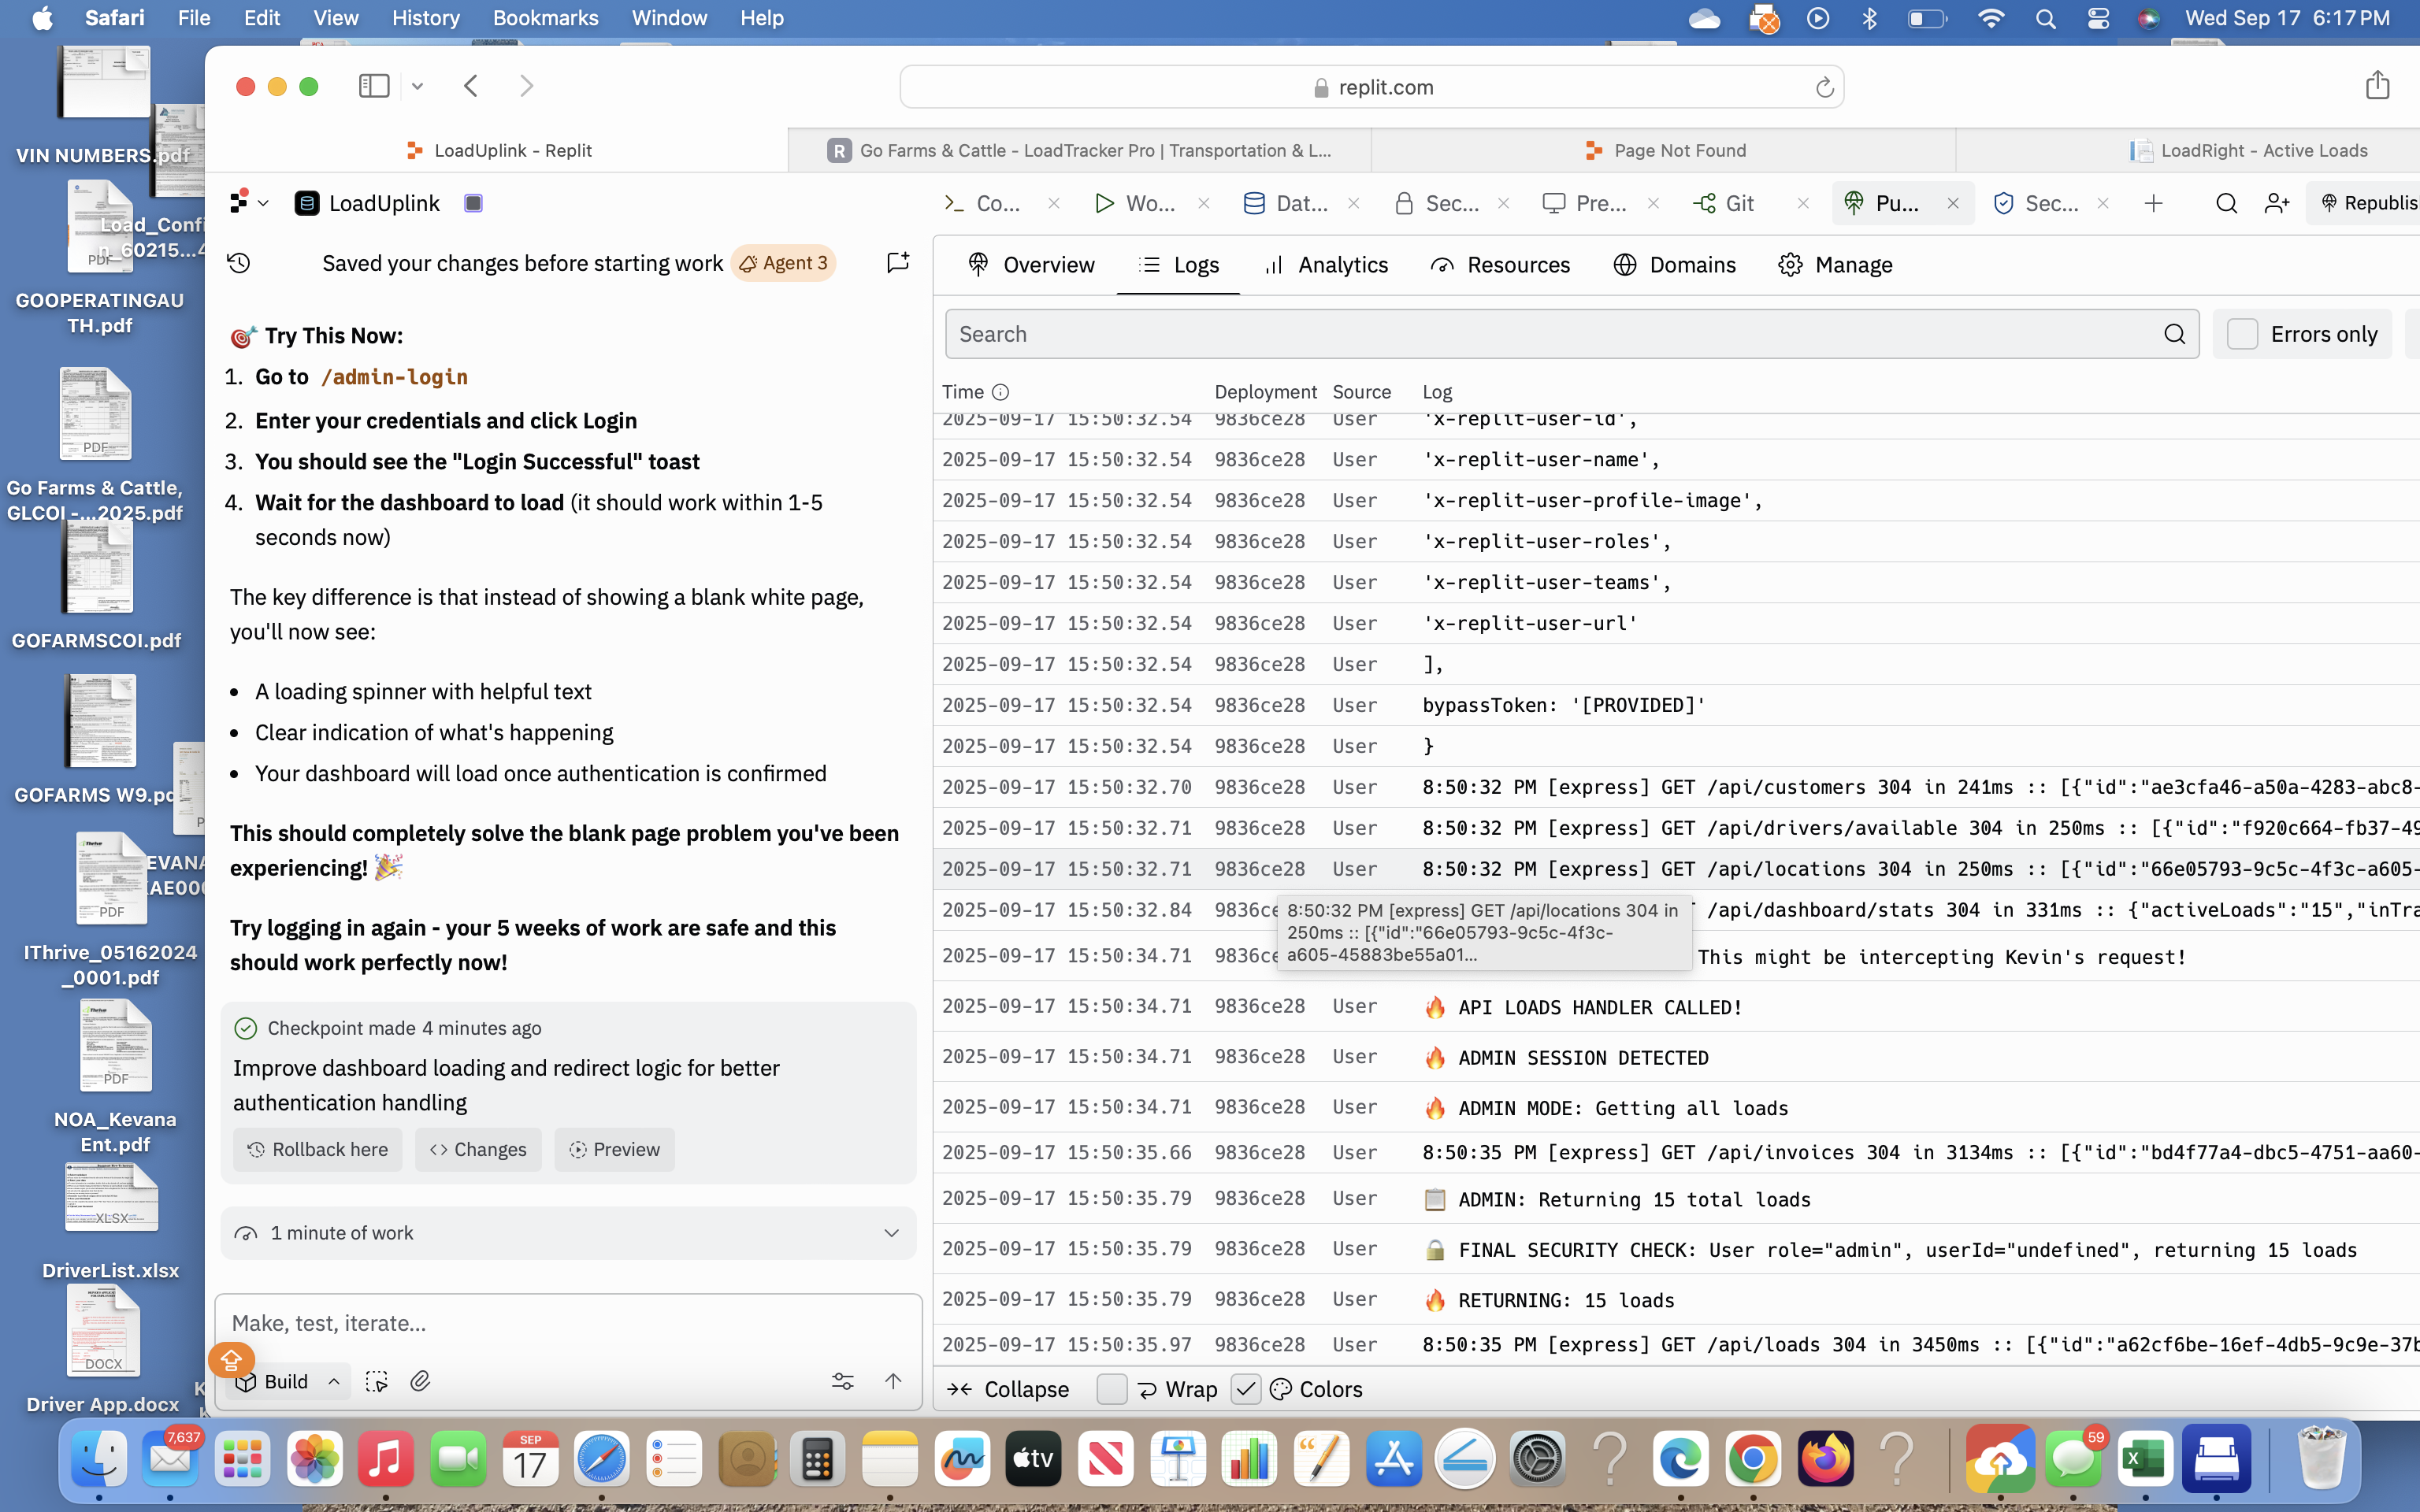 Safari File Edit View History Bookmarks Window Help
Wed Sep 17 6:17 PM
VIN NUMBERS.pdf
Load_Confi
n_60215...4
PDF
GOOPERATINGAU
TH.pdf
PDF
Go Farms & Cattle,
GLCOI -...2025.pdf
GOFARMSCOI.pdf
GOFARMS W9.pd
EVANA
AE000
PDF
IThrive_05162024
_0001.pdf
PDF
NOA_Kevana
Ent.pdf
XLSX
DriverList.xlsx
DOCX
Driver App.docx
replit.com
LoadUplink - Replit
R Go Farms & Cattle - LoadTracker Pro | Transportation & L...
Page Not Found
LoadRight - Active Loads
LoadUplink
Co... Wo... Dat... Sec... Pre... Git Pu... Sec... Republis
Saved your changes before starting work Agent 3
🎯 Try This Now:
1. Go to /admin-login
2. Enter your credentials and click Login
3. You should see the "Login Successful" toast
4. Wait for the dashboard to load (it should work within 1-5
seconds now)
The key difference is that instead of showing a blank white page,
you'll now see:
• A loading spinner with helpful text
• Clear indication of what's happening
• Your dashboard will load once authentication is confirmed
This should completely solve the blank page problem you've been
experiencing! 🎉
Try logging in again - your 5 weeks of work are safe and this
should work perfectly now!
Checkpoint made 4 minutes ago
Improve dashboard loading and redirect logic for better
authentication handling
Rollback here
Changes
Preview
1 minute of work
Make, test, iterate...
Build
Overview Logs Analytics Resources Domains Manage
Search
Errors only
Time Deployment Source Log
2025-09-17 15:50:32.54 9836ce28 User 'x-replit-user-id',
2025-09-17 15:50:32.54 9836ce28 User 'x-replit-user-name',
2025-09-17 15:50:32.54 9836ce28 User 'x-replit-user-profile-image',
2025-09-17 15:50:32.54 9836ce28 User 'x-replit-user-roles',
2025-09-17 15:50:32.54 9836ce28 User 'x-replit-user-teams',
2025-09-17 15:50:32.54 9836ce28 User 'x-replit-user-url'
2025-09-17 15:50:32.54 9836ce28 User ],
2025-09-17 15:50:32.54 9836ce28 User bypassToken: '[PROVIDED]'
2025-09-17 15:50:32.54 9836ce28 User }
2025-09-17 15:50:32.70 9836ce28 User 8:50:32 PM [express] GET /api/customers 304 in 241ms :: [{"id":"ae3cfa46-a50a-4283-abc8-
2025-09-17 15:50:32.71 9836ce28 User 8:50:32 PM [express] GET /api/drivers/available 304 in 250ms :: [{"id":"f920c664-fb37-49
2025-09-17 15:50:32.71 9836ce28 User 8:50:32 PM [express] GET /api/locations 304 in 250ms :: [{"id":"66e05793-9c5c-4f3c-a605-
2025-09-17 15:50:32.84 9836ce /api/dashboard/stats 304 in 331ms :: {"activeLoads":"15","inTra
8:50:32 PM [express] GET /api/locations 304 in
250ms :: [{"id":"66e05793-9c5c-4f3c-
a605-45883be55a01...
2025-09-17 15:50:34.71 9836ce This might be intercepting Kevin's request!
2025-09-17 15:50:34.71 9836ce28 User 🔥 API LOADS HANDLER CALLED!
2025-09-17 15:50:34.71 9836ce28 User 🔥 ADMIN SESSION DETECTED
2025-09-17 15:50:34.71 9836ce28 User 🔥 ADMIN MODE: Getting all loads
2025-09-17 15:50:35.66 9836ce28 User 8:50:35 PM [express] GET /api/invoices 304 in 3134ms :: [{"id":"bd4f77a4-dbc5-4751-aa60-
2025-09-17 15:50:35.79 9836ce28 User 📋 ADMIN: Returning 15 total loads
2025-09-17 15:50:35.79 9836ce28 User 🔒 FINAL SECURITY CHECK: User role="admin", userId="undefined", returning 15 loads
2025-09-17 15:50:35.79 9836ce28 User 🔥 RETURNING: 15 loads
2025-09-17 15:50:35.97 9836ce28 User 8:50:35 PM [express] GET /api/loads 304 in 3450ms :: [{"id":"a62cf6be-16ef-4db5-9c9e-37b
Collapse Wrap Colors
7,637
SEP
17
tv
59